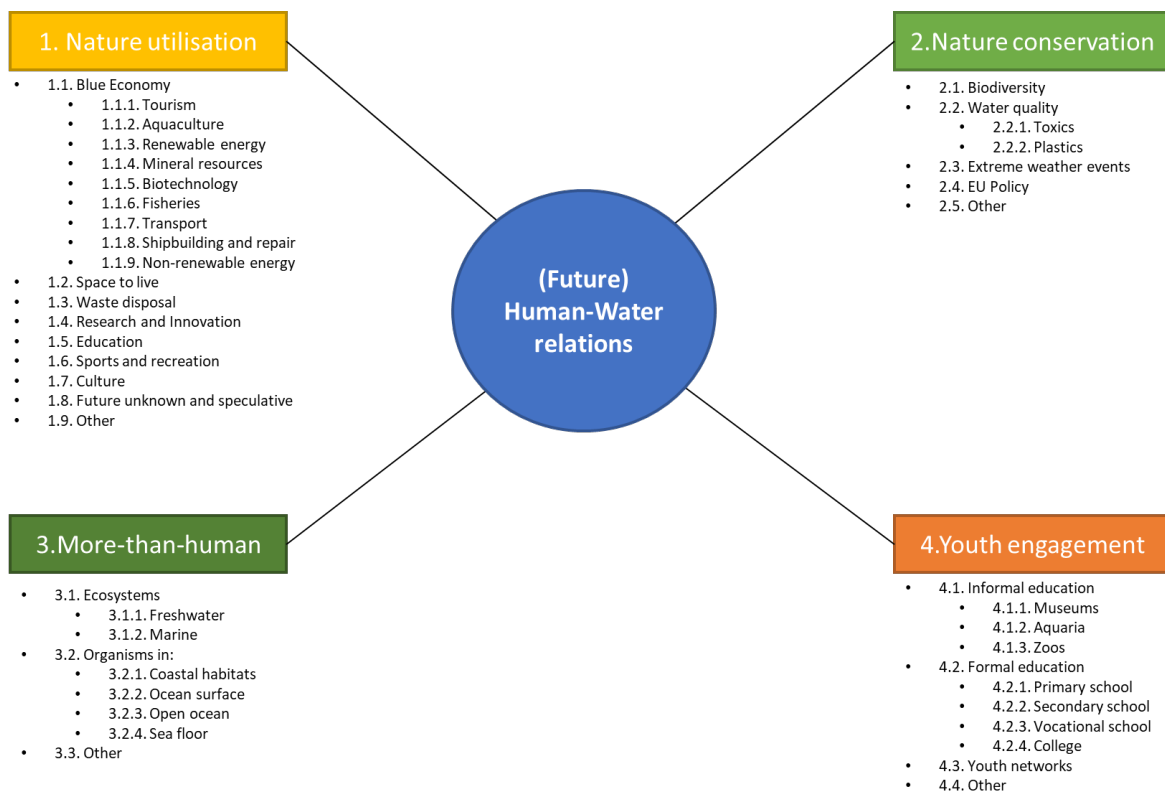 1. Nature utilisation
• 1.1. Blue Economy
• 1.1.1. Tourism
• 1.1.2. Aquaculture
• 1.1.3. Renewable energy
• 1.1.4. Mineral resources
• 1.1.5. Biotechnology
• 1.1.6. Fisheries
• 1.1.7. Transport
• 1.1.8. Shipbuilding and repair
• 1.1.9. Non-renewable energy
• 1.2. Space to live
• 1.3. Waste disposal
• 1.4. Research and Innovation
• 1.5. Education
• 1.6. Sports and recreation
• 1.7. Culture
• 1.8. Future unknown and speculative
• 1.9. Other
2.Nature conservation
• 2.1. Biodiversity
• 2.2. Water quality
• 2.2.1. Toxics
• 2.2.2. Plastics
• 2.3. Extreme weather events
• 2.4. EU Policy
• 2.5. Other
(Future)
Human-Water
relations
3.More-than-human
• 3.1. Ecosystems
• 3.1.1. Freshwater
• 3.1.2. Marine
• 3.2. Organisms in:
• 3.2.1. Coastal habitats
• 3.2.2. Ocean surface
• 3.2.3. Open ocean
• 3.2.4. Sea floor
• 3.3. Other
4.Youth engagement
• 4.1. Informal education
• 4.1.1. Museums
• 4.1.2. Aquaria
• 4.1.3. Zoos
• 4.2. Formal education
• 4.2.1. Primary school
• 4.2.2. Secondary school
• 4.2.3. Vocational school
• 4.2.4. College
• 4.3. Youth networks
• 4.4. Other